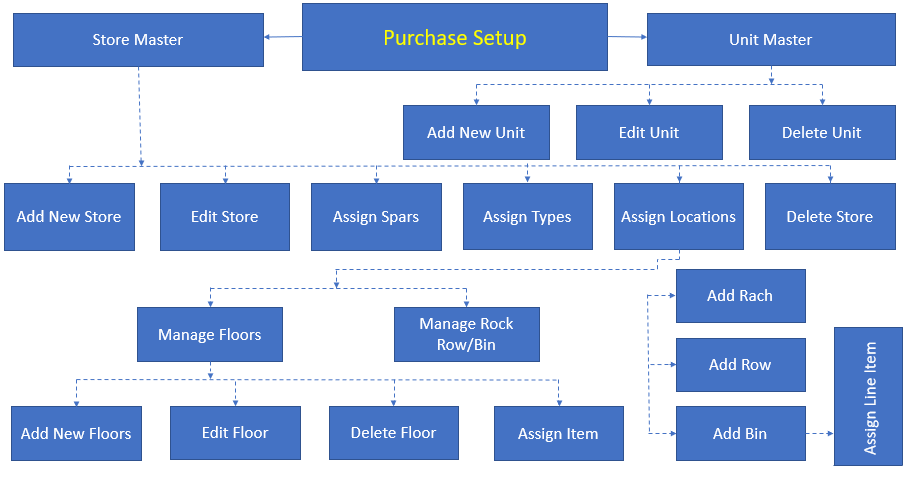 Store Master
Purchase Setup
Unit Master
Add New Unit
Edit Unit
Delete Unit
Add New Store
Edit Store
Assign Spars
Assign Types
Assign Locations
Delete Store
Manage Floors
Manage Rock
Row/Bin
Add Rach
Add Row
Add Bin
Assign Line Item
Add New Floors
Edit Floor
Delete Floor
Assign Item